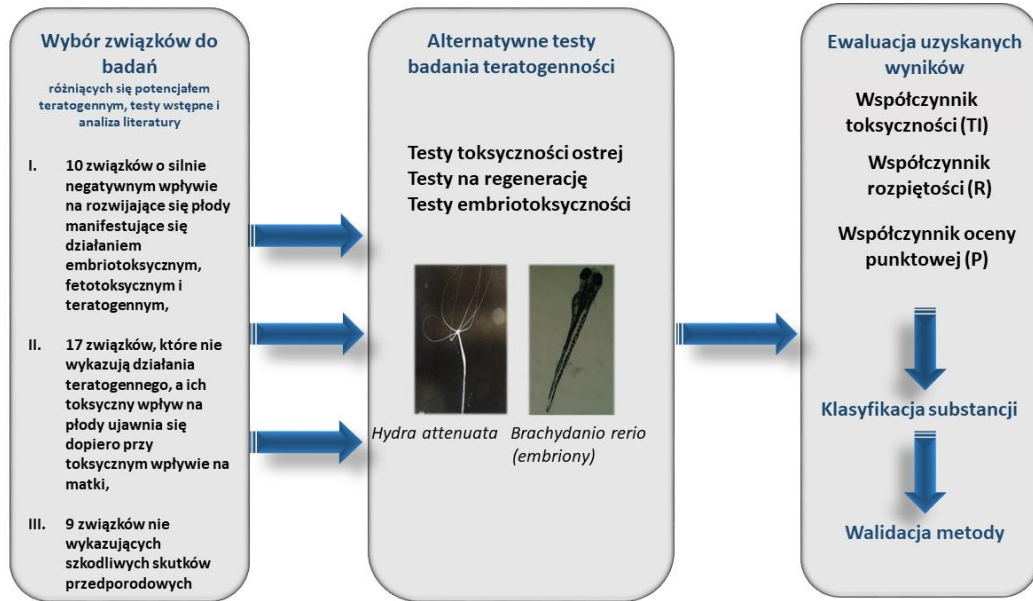 Wybór związków do
badań
różniących się potencjałem
teratogennym, testy wstępne i
analiza literatury
I. 10 związków o silnie
negatywnym wpływie
na rozwijające się płody
manifestujące się
działaniem
embriotoksycznym,
fetotoksycznym i
teratogennym,
II. 17 związków, które nie
wykazują działania
teratogennego, a ich
toksyczny wpływ na
płody ujawnia się
dopiero przy
toksycznym wpływie na
matki,
III. 9 związków nie
wykazujących
szkodliwych skutków
przedporodowych
Alternatywne testy
badania teratogenności
Testy toksyczności ostrej
Testy na regenerację
Testy embriotoksyczności
Hydra attenuata
Brachydanio rerio
(embriony)
Ewaluacja uzyskanych
wyników
Współczynnik
toksyczności (TI)
Współczynnik
rozpiętości (R)
Współczynnik oceny
punktowej (P)
Klasyfikacja substancji
Walidacja metody